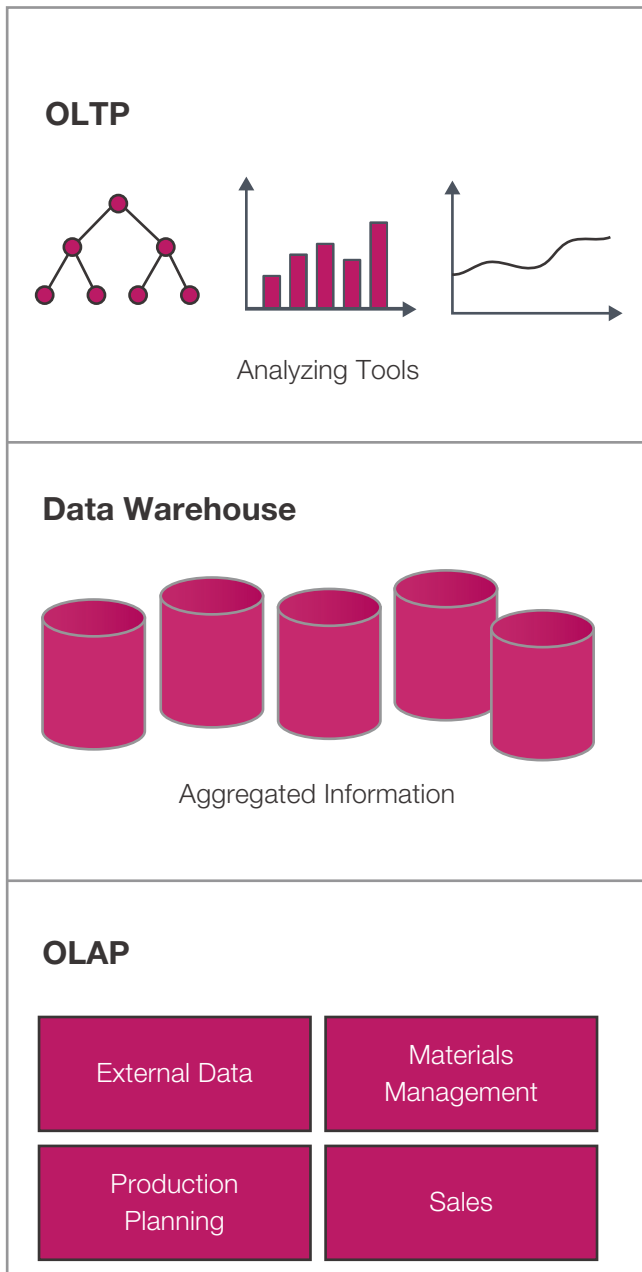 OLTP
Analyzing Tools
Data Warehouse
Aggregated Information
OLAP
External Data
Materials
Management
Production
Planning
Sales